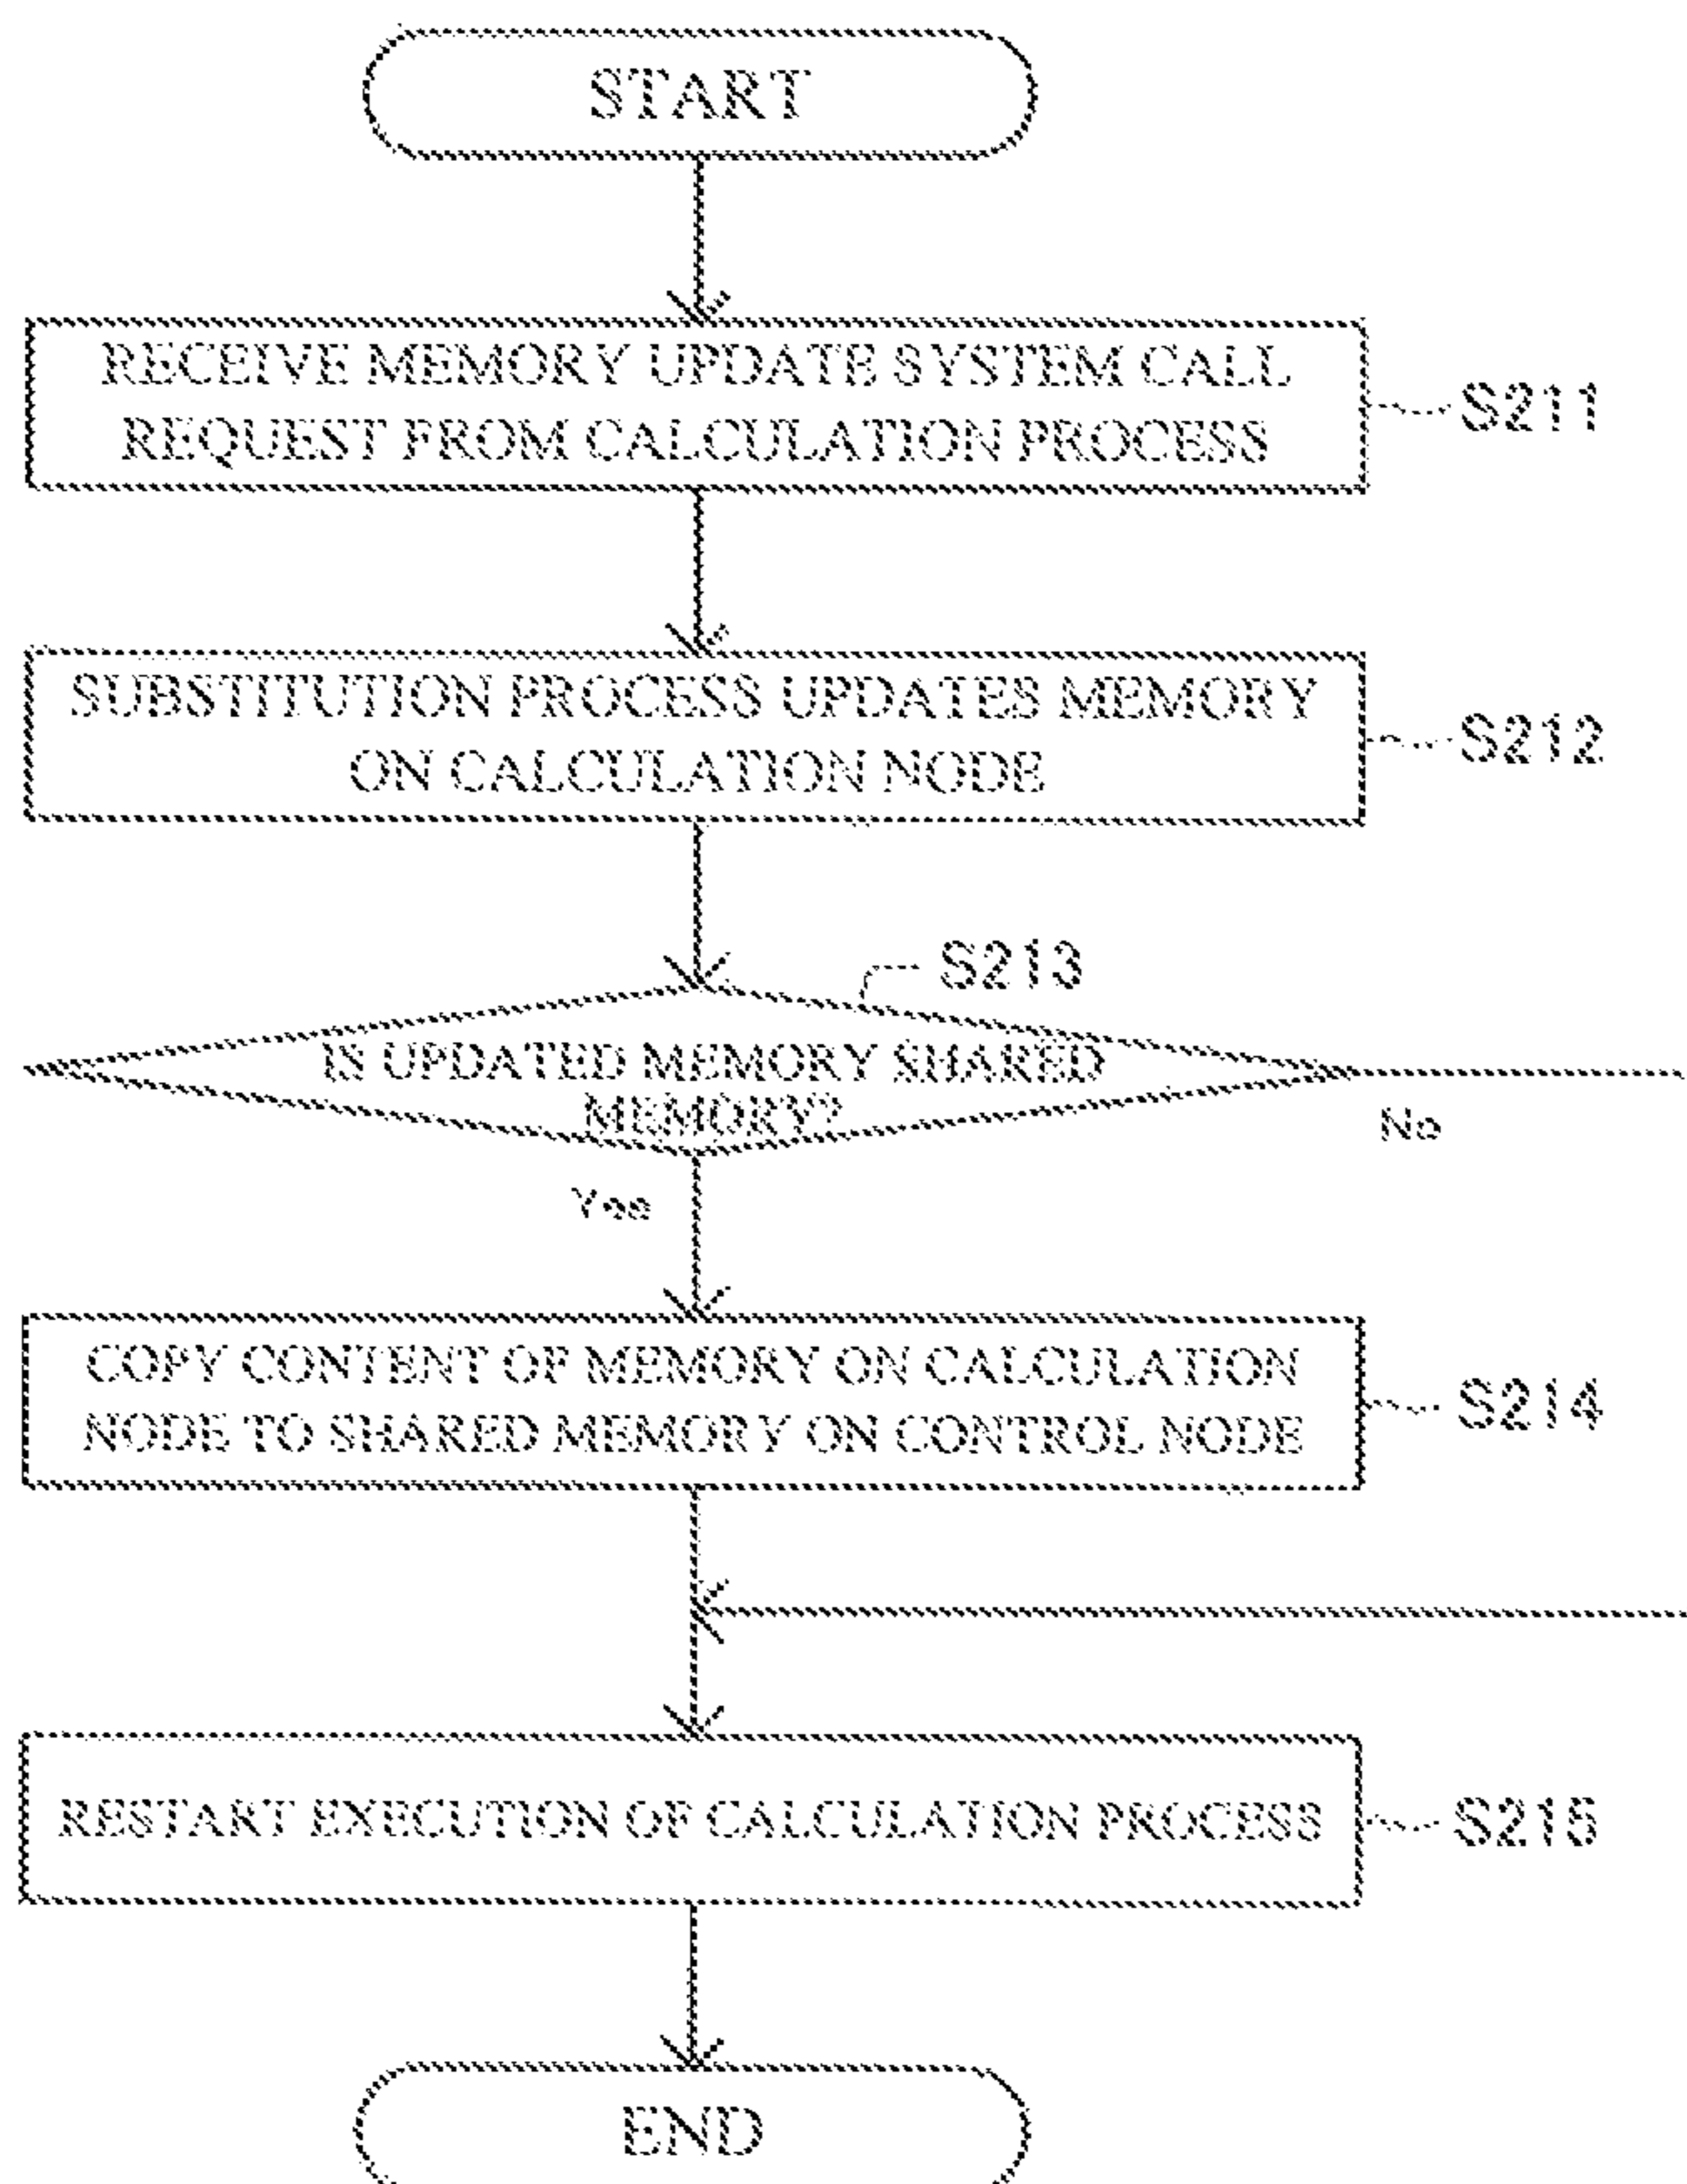 START
RECEIVE MEMORY UPDATE SYSTEM CALL
REQUEST FROM CALCULATION PROCESS
S211
SUBSTITUTION PROCESS UPDATES MEMORY
ON CALCULATION NODE
S212
S213
IS UPDATED MEMORY SHARED
MEMORY?
No
Yes
COPY CONTENT OF MEMORY ON CALCULATION
NODE TO SHARED MEMORY ON CONTROL NODE
S214
RESTART EXECUTION OF CALCULATION PROCESS
S215
END